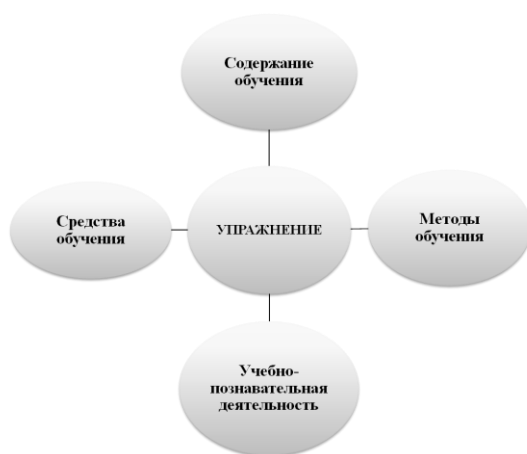 Содержание
обучения
Средства
обучения
УПРАЖНЕНИЕ
Методы
обучения
Учебно-
познавательная
деятельность